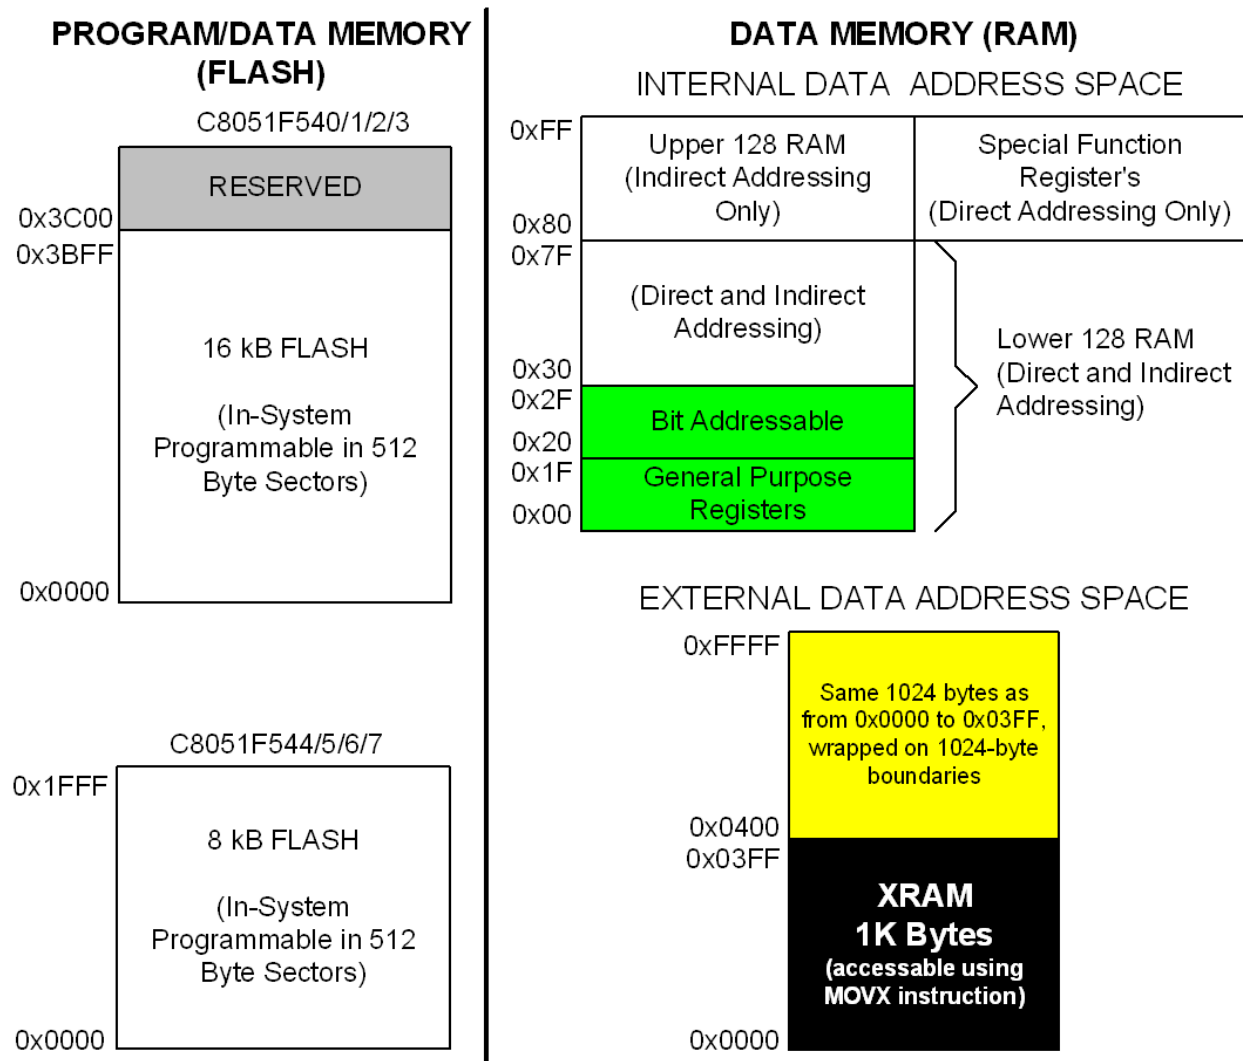 PROGRAM/DATA MEMORY
(FLASH)
C8051F540/1/2/3
RESERVED
0x3C00
0x3BFF
16 kB FLASH
(In-System
Programmable in 512
Byte Sectors)
0x0000
C8051F544/5/6/7
0x1FFF
8 kB FLASH
(In-System
Programmable in 512
Byte Sectors)
0x0000
DATA MEMORY (RAM)
INTERNAL DATA ADDRESS SPACE
0xFF
Upper 128 RAM
(Indirect Addressing
Only)
Special Function
Register's
(Direct Addressing Only)
0x80
0x7F
(Direct and Indirect
Addressing)
Lower 128 RAM
(Direct and Indirect
Addressing)
0x30
0x2F
Bit Addressable
0x20
0x1F
General Purpose
Registers
0x00
EXTERNAL DATA ADDRESS SPACE
0xFFFF
Same 1024 bytes as
from 0x0000 to 0x03FF,
wrapped on 1024-byte
boundaries
0x0400
0x03FF
XRAM
1K Bytes
(accessable using
MOVX instruction)
0x0000